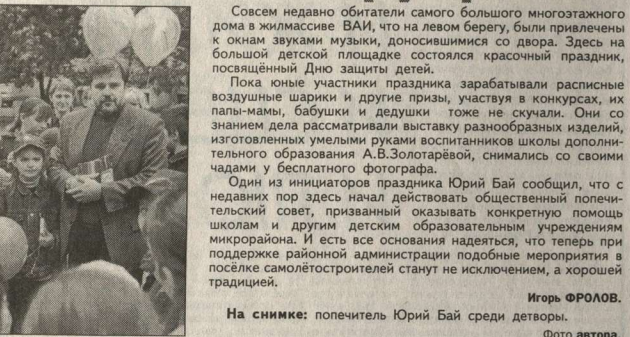 Совсем недавно обитатели самого большого многоэтажного
дома в жилмассиве ВАИ, что на левом берегу, были привлечены
к окнам звуками музыки, доносившимися со двора. Здесь на
большой детской площадке состоялся красочный праздник,
посвящённый Дню защиты детей.
Пока юные участники праздника зарабатывали расписные
воздушные шарики и другие призы, участвуя в конкурсах, их
папы-мамы, бабушки и дедушки тоже не скучали. Они со
знанием дела рассматривали выставку разнообразных изделий,
изготовленных умелыми руками воспитанников школы дополни-
тельного образования А.В.Золотарёвой, снимались со своими
чадами у бесплатного фотографа.
Один из инициаторов праздника Юрий Бай сообщил, что с
недавних пор здесь начал действовать общественный попечи-
тельский совет, призванный оказывать конкретную помощь
школам и другим детским образовательным учреждениям
микрорайона. И есть все основания надеяться, что теперь при
поддержке районной администрации подобные мероприятия в
посёлке самолётостроителей станут не исключением, а хорошей
традицией.
Игорь ФРОЛОВ.
На снимке: попечитель Юрий Бай среди детворы.
Фото автора.